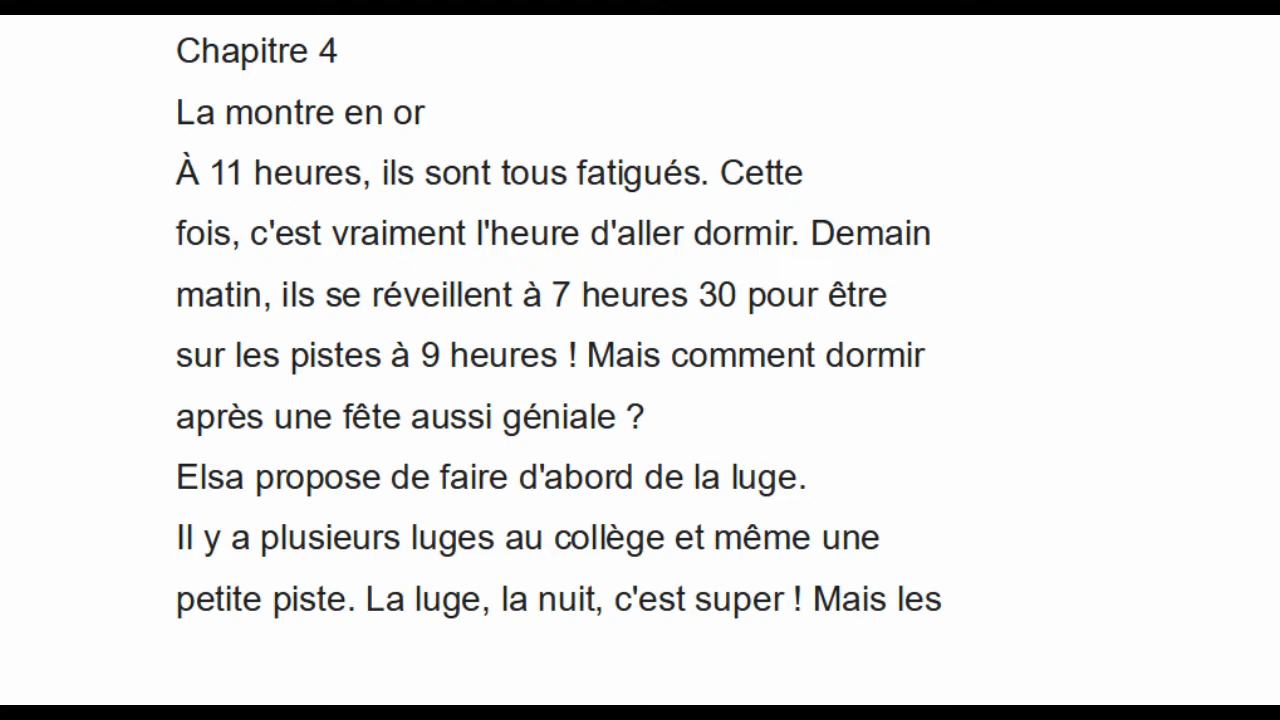 Chapitre 4
La montre en or
À 11 heures, ils sont tous fatigués. Cette
fois, c'est vraiment l'heure d'aller dormir. Demain
matin, ils se réveillent à 7 heures 30 pour être
sur les pistes à 9 heures ! Mais comment dormir
après une fête aussi géniale ?
Elsa propose de faire d'abord de la luge.
Il y a plusieurs luges au collège et même une
petite piste. La luge, la nuit, c'est super ! Mais les